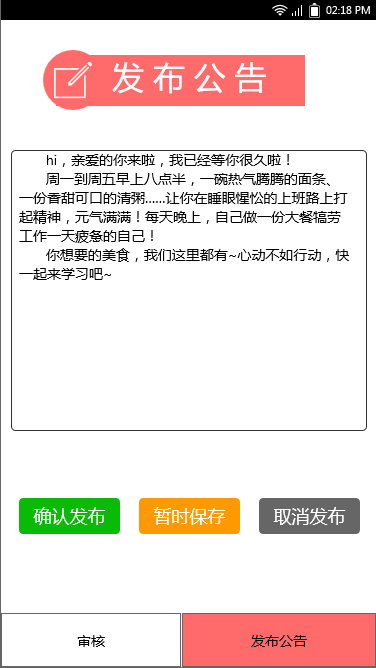 02:18 PM
发布公告
hi，亲爱的你来啦，我已经等你很久啦！
周一到周五早上八点半，一碗热气腾腾的面条、
一份香甜可口的清粥……让你在睡眼惺忪的上班路上打
起精神，元气满满！每天晚上，自己做一份大餐犒劳
工作一天疲惫的自己！
你想要的美食，我们这里都有~心动不如行动，快
一起来学习吧~
确认发布 暂时保存 取消发布
审核 发布公告